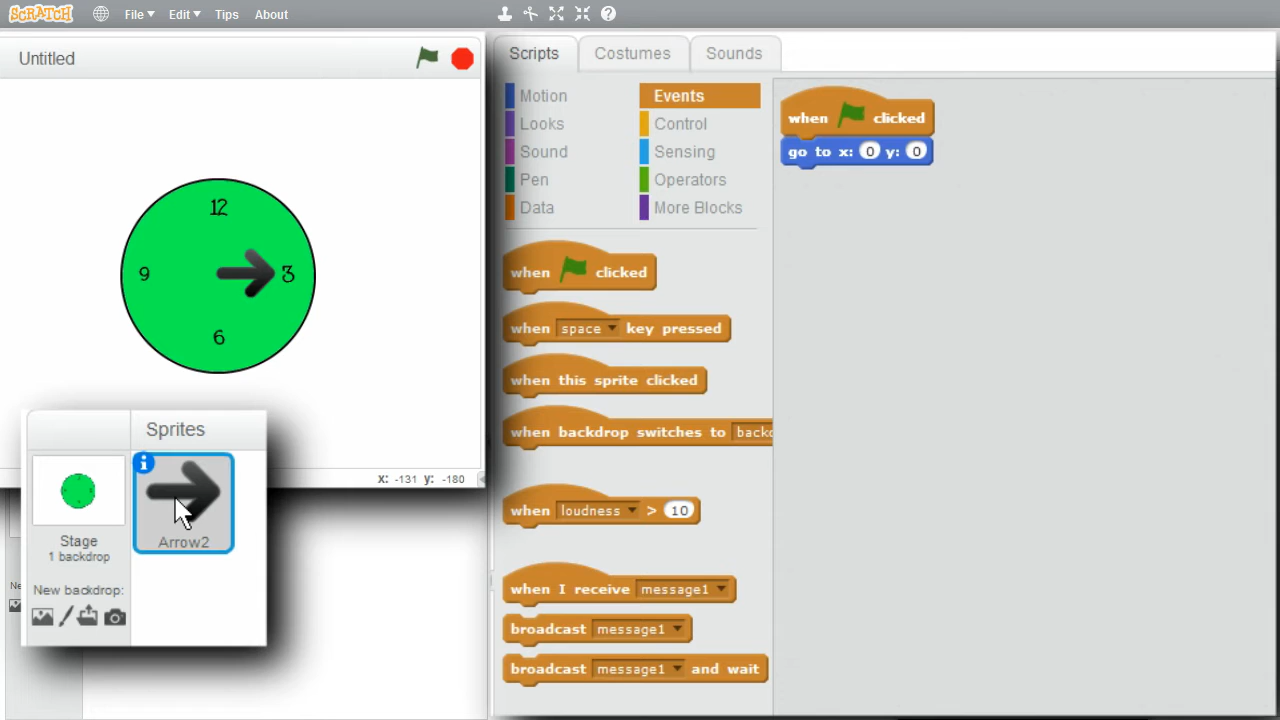 SCRATCH File Edit Tips About
Untitled
12
9 3
6
x: -131 y: -180
Sprites
Stage
1 backdrop
New backdrop:
Arrow2
Ne
Scripts Costumes Sounds
Motion Events
Looks Control
Sound Sensing
Pen Operators
Data More Blocks
when clicked
when space key pressed
when this sprite clicked
when backdrop switches to backd
when loudness > 10
when I receive message1
broadcast message1
broadcast message1 and wait
when clicked
go to x: 0 y: 0